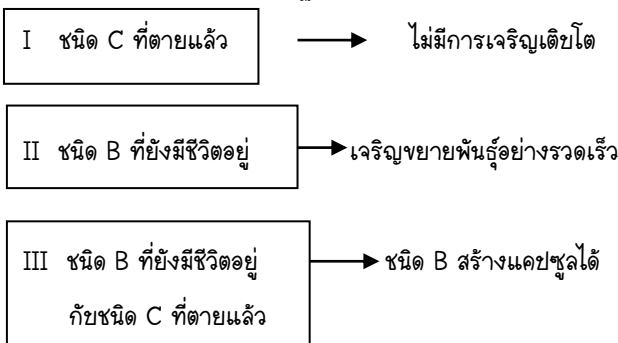 I ชนิด C ที่ตายแล้ว ไม่มีการเจริญเติบโต
II ชนิด B ที่ยังมีชีวิตอยู่ เจริญขยายพันธุ์อย่างรวดเร็ว
III ชนิด B ที่ยังมีชีวิตอยู่ ชนิด B สร้างแคปซูลได้
กับชนิด C ที่ตายแล้ว